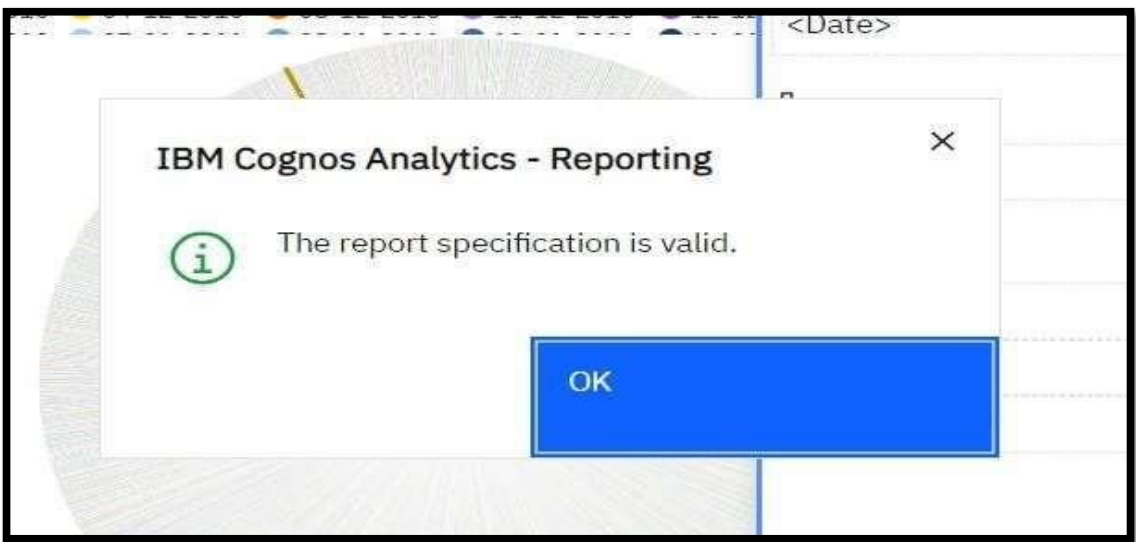 <Date>
IBM Cognos Analytics - Reporting
The report specification is valid.
OK